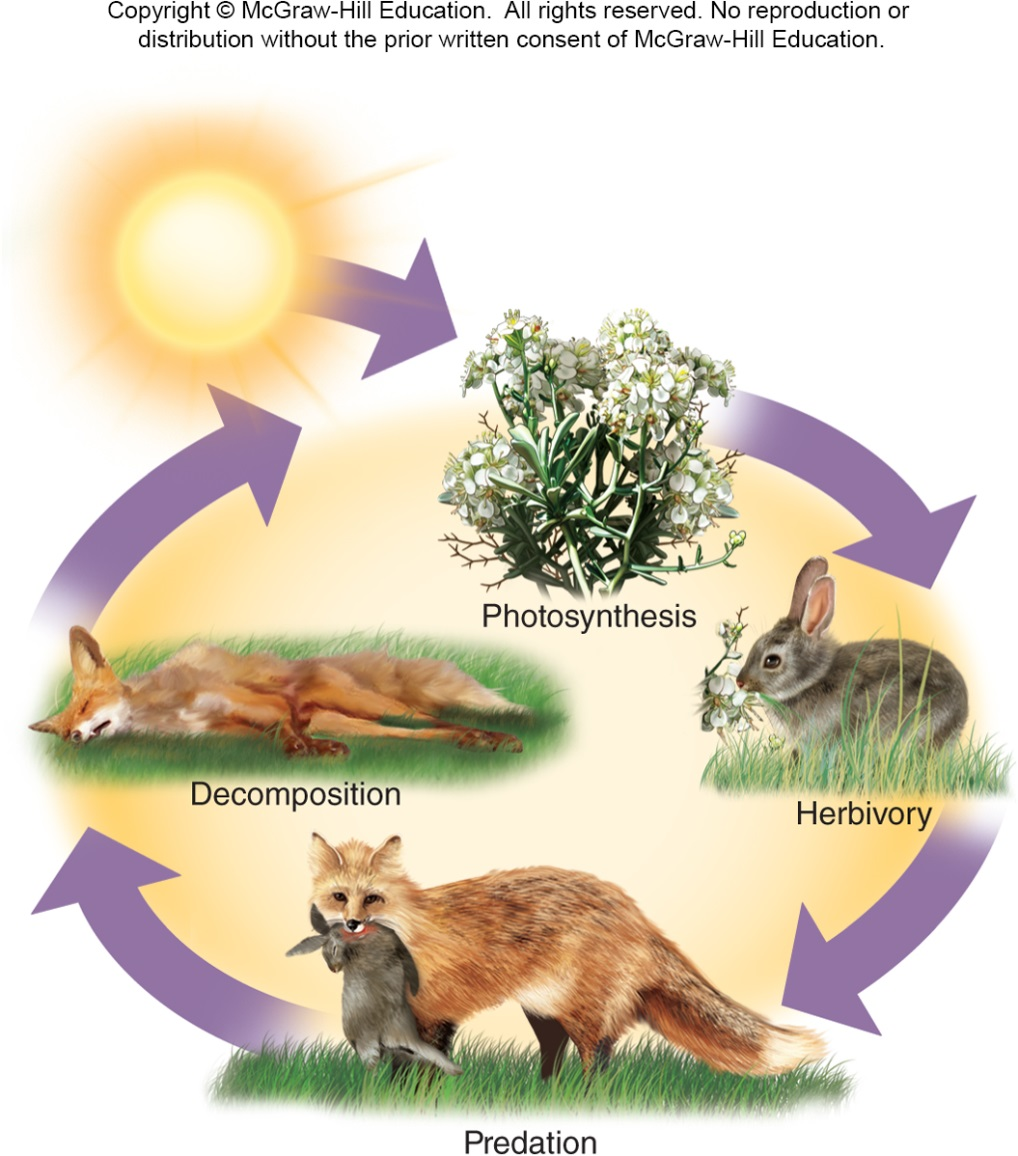 Copyright © McGraw-Hill Education.  All rights reserved. No reproduction or
distribution without the prior written consent of McGraw-Hill Education.
Photosynthesis
Herbivory
Decomposition
Predation